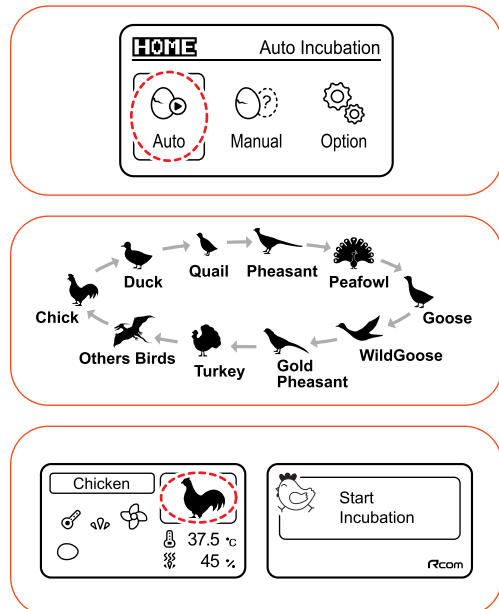 HOME Auto Incubation
Auto Manual Option
Duck Quail Pheasant Peafowl
Chick Goose
Others Birds Turkey Gold
Pheasant WildGoose
Chicken
37.5 °C
45 %
Start
Incubation
Rcom